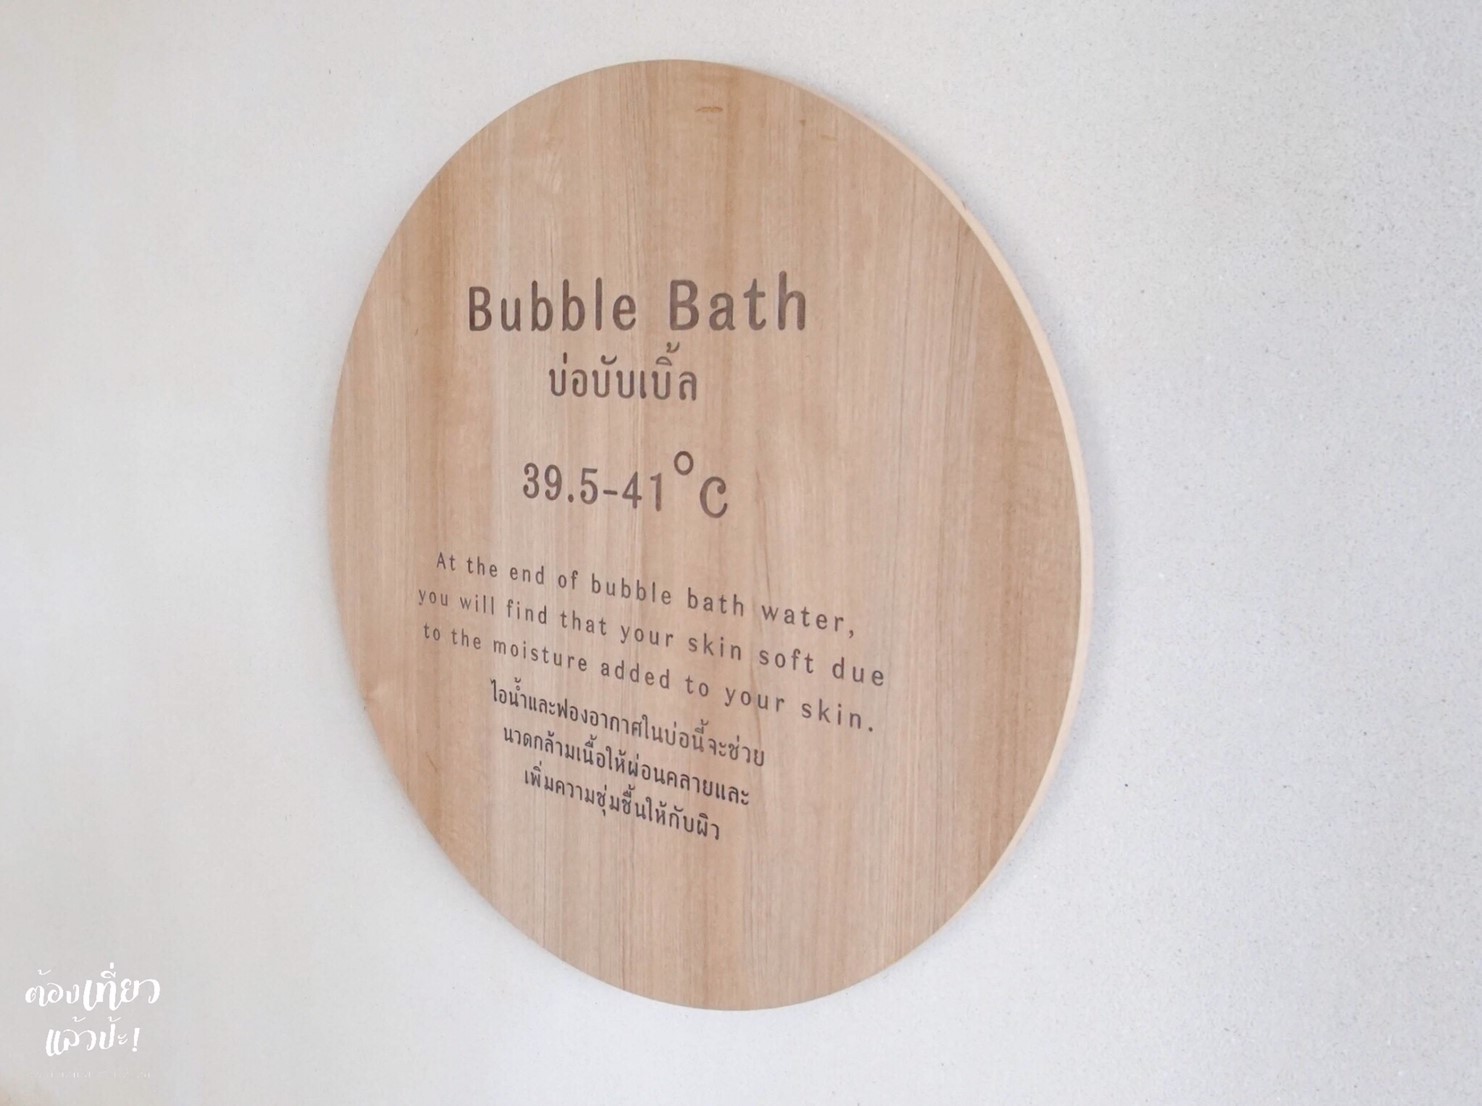 Bubble Bath
บ่อบับเบิ้ล
39.5-41°C
At the end of bubble bath water,
you will find that your skin soft due
to the moisture added to your skin.
ไอน้ำและฟองอากาศในบ่อนี้จะช่วย
นวดกล้ามเนื้อให้ผ่อนคลายและ
เพิ่มความชุ่มชื้นให้กับผิว
ต้องเที่ยว
แล้วป้ะ!